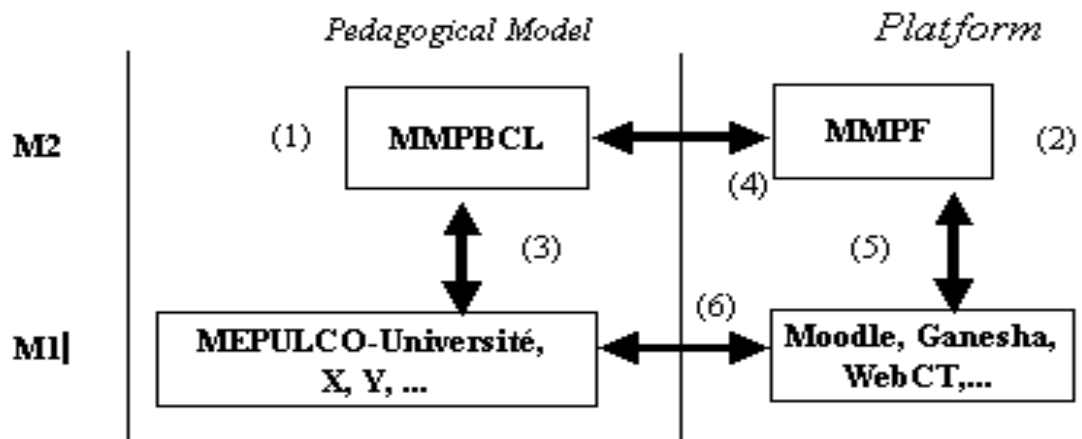 Pedagogical Model
Platform
M2
(1)
MMPBCL
MMPF
(2)
(4)
(3)
(5)
(6)
M1|
MEPULCO-Université,
X, Y, ...
Moodle, Ganesha,
WebCT,...